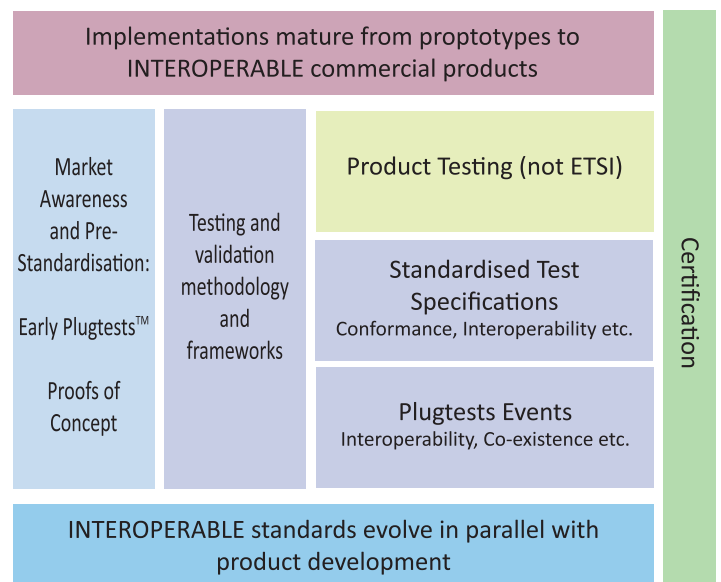 Implementations mature from proptotypes to
INTEROPERABLE commercial products
Market
Awareness
and Pre-
Standardisation:
Early Plugtests™
Proofs of
Concept
Testing and
validation
methodology
and
frameworks
Product Testing (not ETSI)
Standardised Test
Specifications
Conformance, Interoperability etc.
Plugtests Events
Interoperability, Co-existence etc.
INTEROPERABLE standards evolve in parallel with
product development
Certification